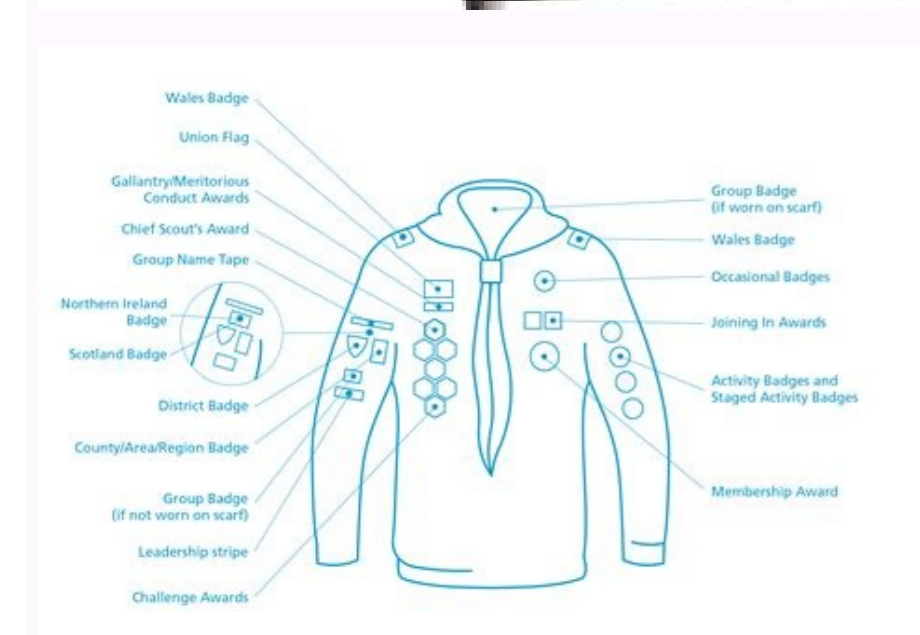 Wales Badge
Union Flag
Gallantry/Meritorious
Conduct Awards
Chief Scout's Award
Group Name Tape
Northern Ireland
Badge
Scotland Badge
District Badge
County/Area/Region Badge
Group Badge
(if not worn on scarf)
Leadership stripe
Challenge Awards
Group Badge
(if worn on scarf)
Wales Badge
Occasional Badges
Joining In Awards
Activity Badges and
Staged Activity Badges
Membership Award